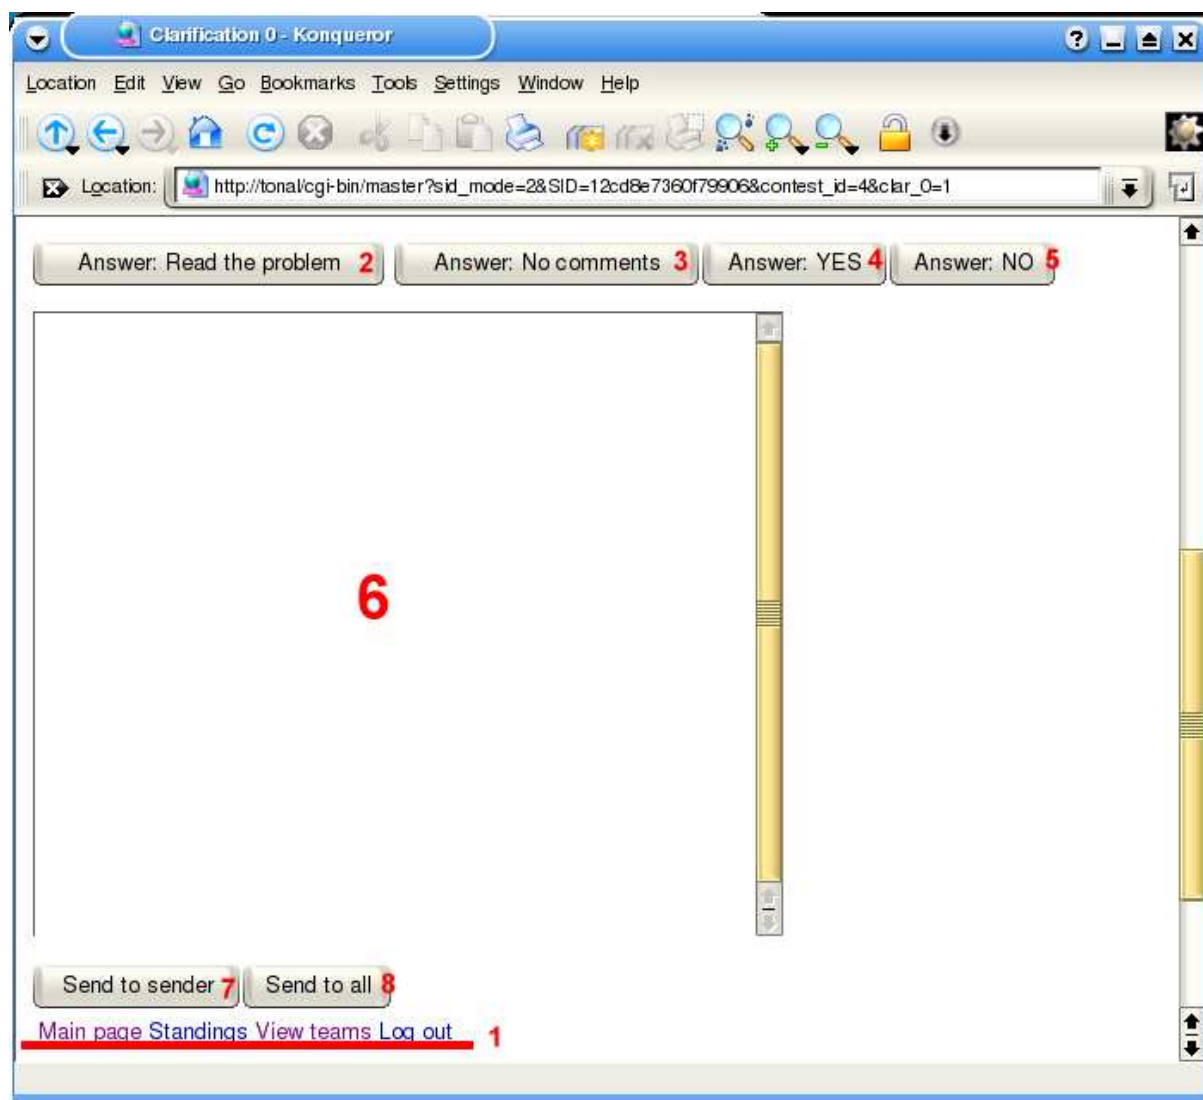 Clarification 0 - Konqueror
Location Edit View Go Bookmarks Tools Settings Window Help
Location: http://tonal/cgi-bin/master?sid_mode=2&SID=12cd8e7360f79906&contest_id=4&clar_0=1
Answer: Read the problem 2 Answer: No comments 3 Answer: YES 4 Answer: NO 5
6
Send to sender 7 Send to all 8
Main page Standings View teams Log out 1